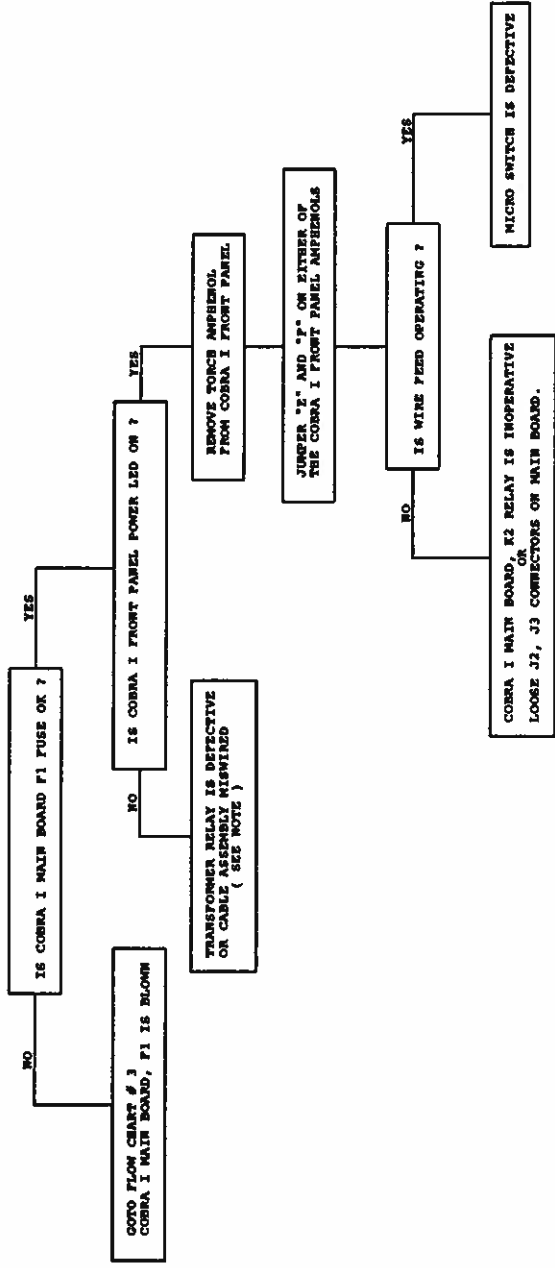 IS COBRA I MAIN BOARD F1 FUSE OK ?
NO
YES
GOTO FLOW CHART # 3
COBRA I MAIN BOARD, F1 IS BLOWN
IS COBRA I FRONT PANEL POWER LED ON ?
NO
YES
TRANSFORMER RELAY IS DEFECTIVE
OR CABLE ASSEMBLY MISWIRED
( SEE NOTE )
REMOVE TORCH AMPHENOL
FROM COBRA I FRONT PANEL
JUMPER "E" AND "F" ON EITHER OF
THE COBRA I FRONT PANEL AMPHENOLS
IS WIRE FEED OPERATING ?
NO
YES
COBRA I MAIN BOARD, K2 RELAY IS INOPERATIVE
OR
LOOSE J2, J3 CONNECTORS ON MAIN BOARD.
MICRO SWITCH IS DEFECTIVE